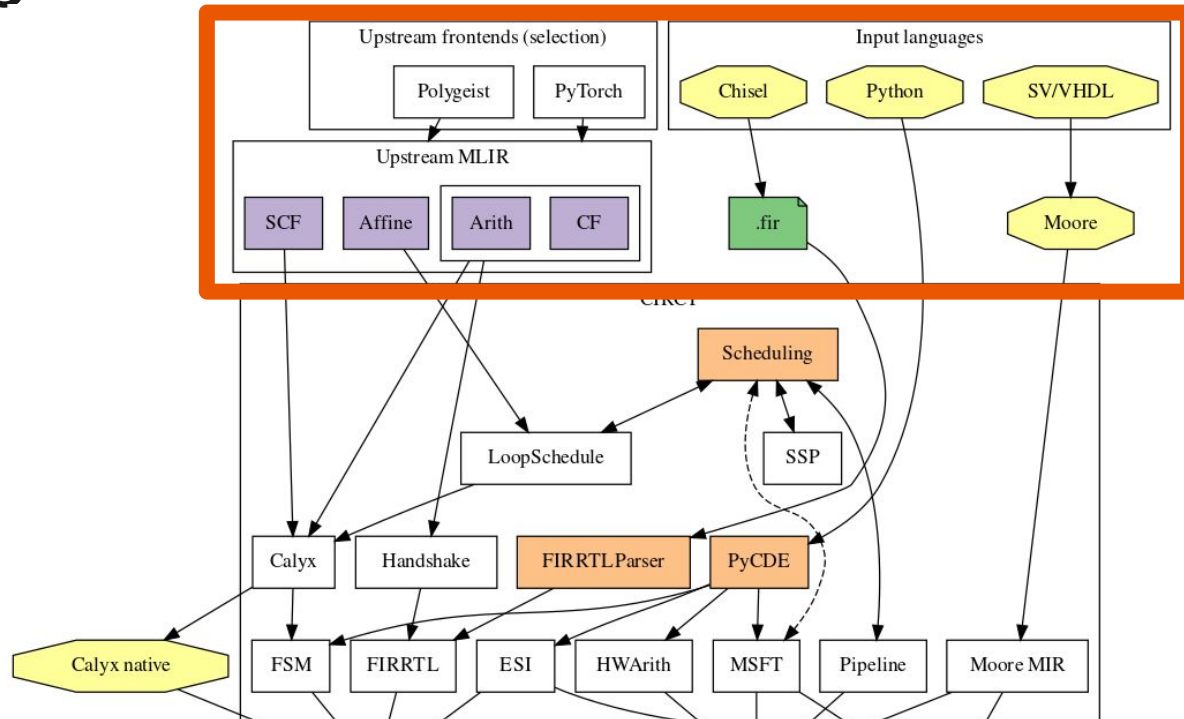 Upstream frontends (selection)
Input languages
Polygeist
PyTorch
Chisel
Python
SV/VHDL
Upstream MLIR
SCF
Affine
Arith
CF
.fir
Moore
CIRCT
Scheduling
LoopSchedule
SSP
Calyx
Handshake
FIRRTLParser
PyCDE
Calyx native
FSM
FIRRTL
ESI
HWArith
MSFT
Pipeline
Moore MIR